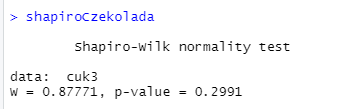 > shapiroCzekolada
Shapiro-Wilk normality test
data: cuk3
W = 0.87771, p-value = 0.2991